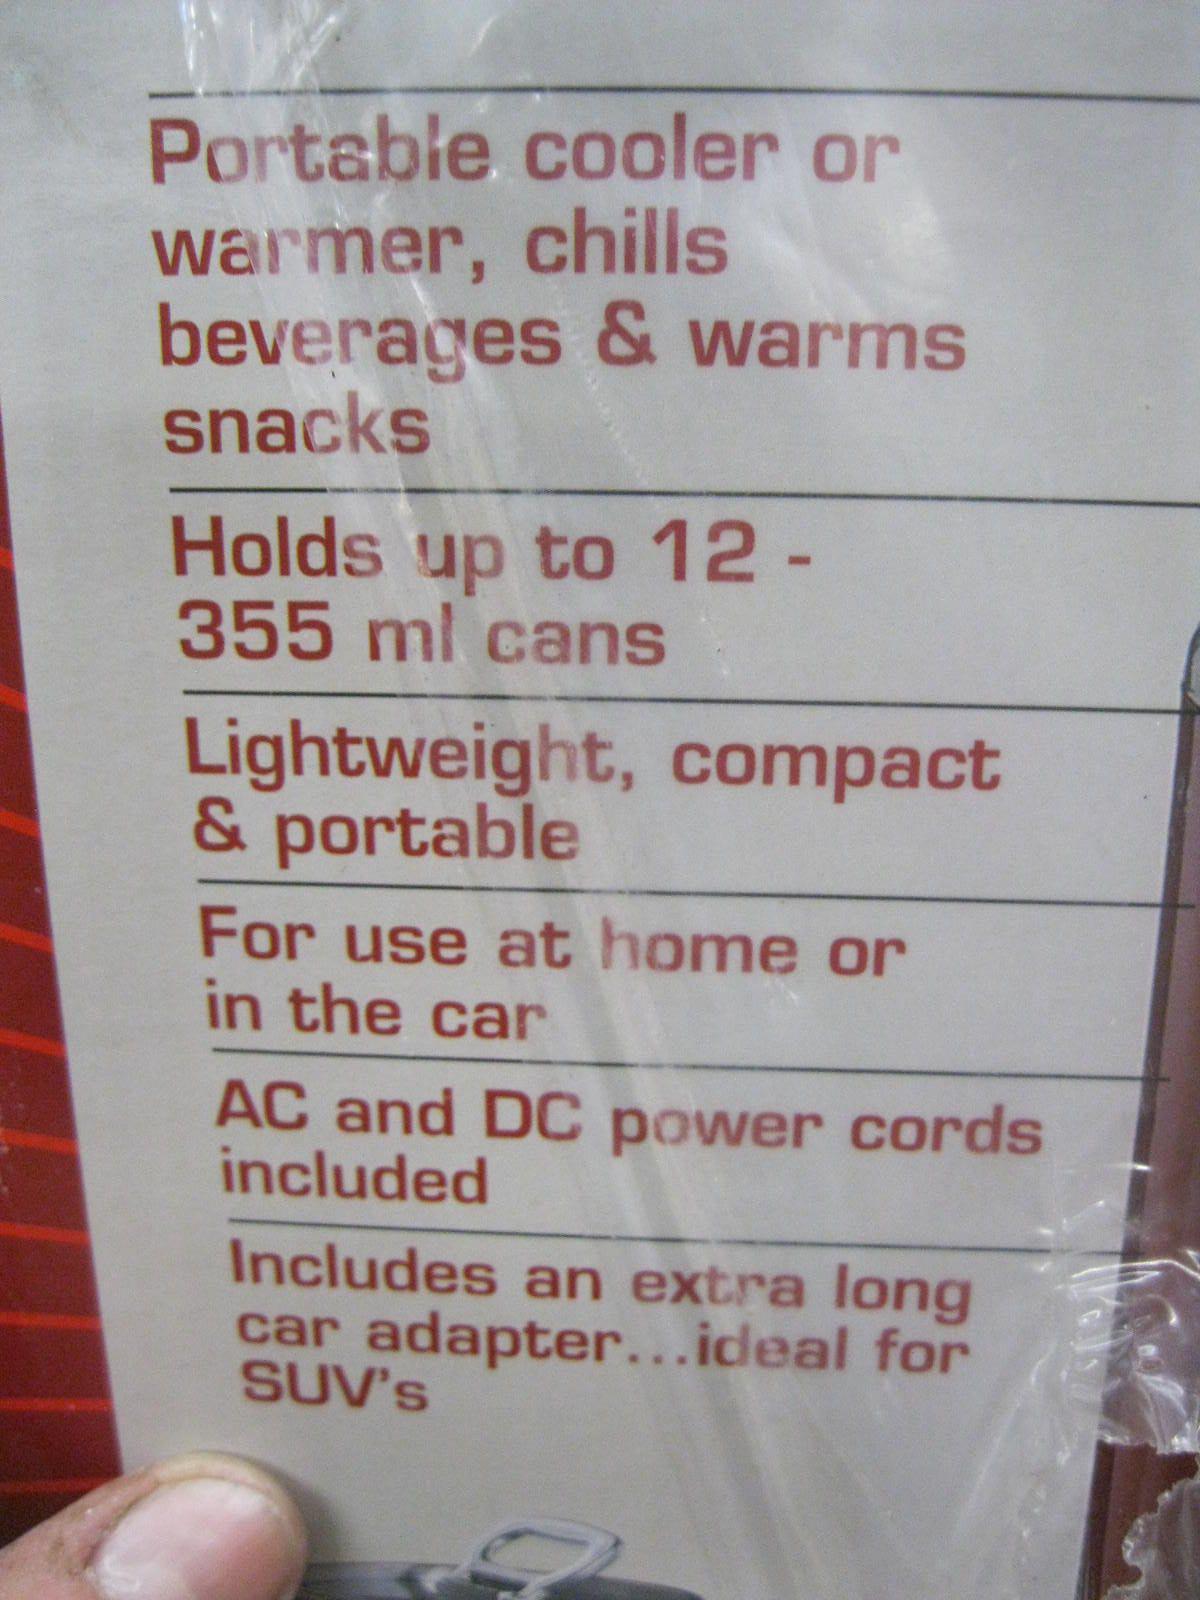 Portable cooler or
warmer, chills
beverages & warms
snacks
Holds up to 12 -
355 ml cans
Lightweight, compact
& portable
For use at home or
in the car
AC and DC power cords
included
Includes an extra long
car adapter...ideal for
SUV's